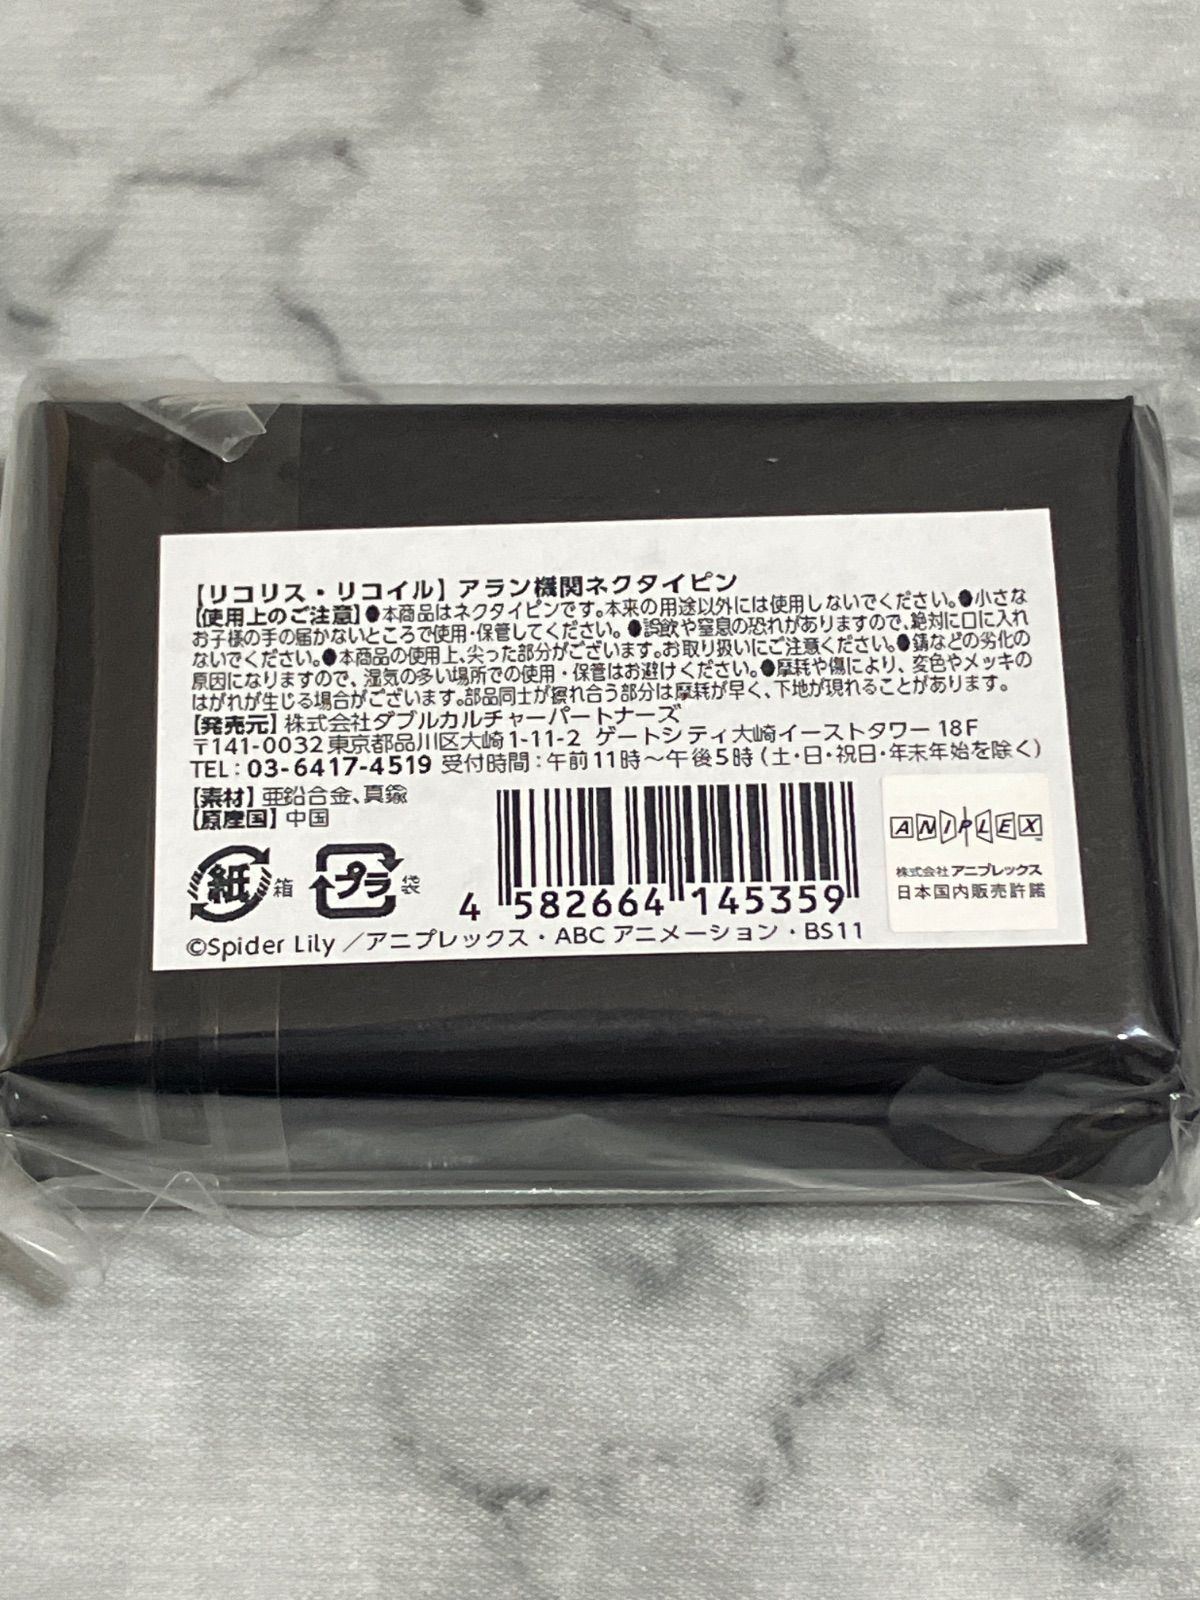 【リコリス・リコイル】アラン機関ネクタイピン
【使用上のご注意】●本商品はネクタイピンです。本来の用途以外には使用しないでください。●小さな
お子様の手の届かないところで使用・保管してください。●誤飲や窒息の恐れがありますので、絶対に口に入れ
ないでください。●本商品の使用上、尖った部分がございます。お取り扱いにご注意ください。●錆などの劣化の
原因になりますので、湿気の多い場所での使用・保管はお避けください。●摩耗や傷により、変色やメッキの
はがれが生じる場合がございます。部品同士が擦れ合う部分は摩耗が早く、下地が現れることがあります。
【発売元】株式会社ダブルカルチャーパートナーズ
〒141-0032 東京都品川区大崎1-11-2 ゲートシティ大崎イーストタワー 18F
TEL：03-6417-4519 受付時間：午前11時～午後5時（土・日・祝日・年末年始を除く）
【素材】亜鉛合金、真鍮
【原産国】中国
紙 箱 プラ 袋
4 582664 145359
ANIPLEX
株式会社 アニプレックス
日本国内販売許諾
©Spider Lily／アニプレックス・ABC アニメーション・BS11